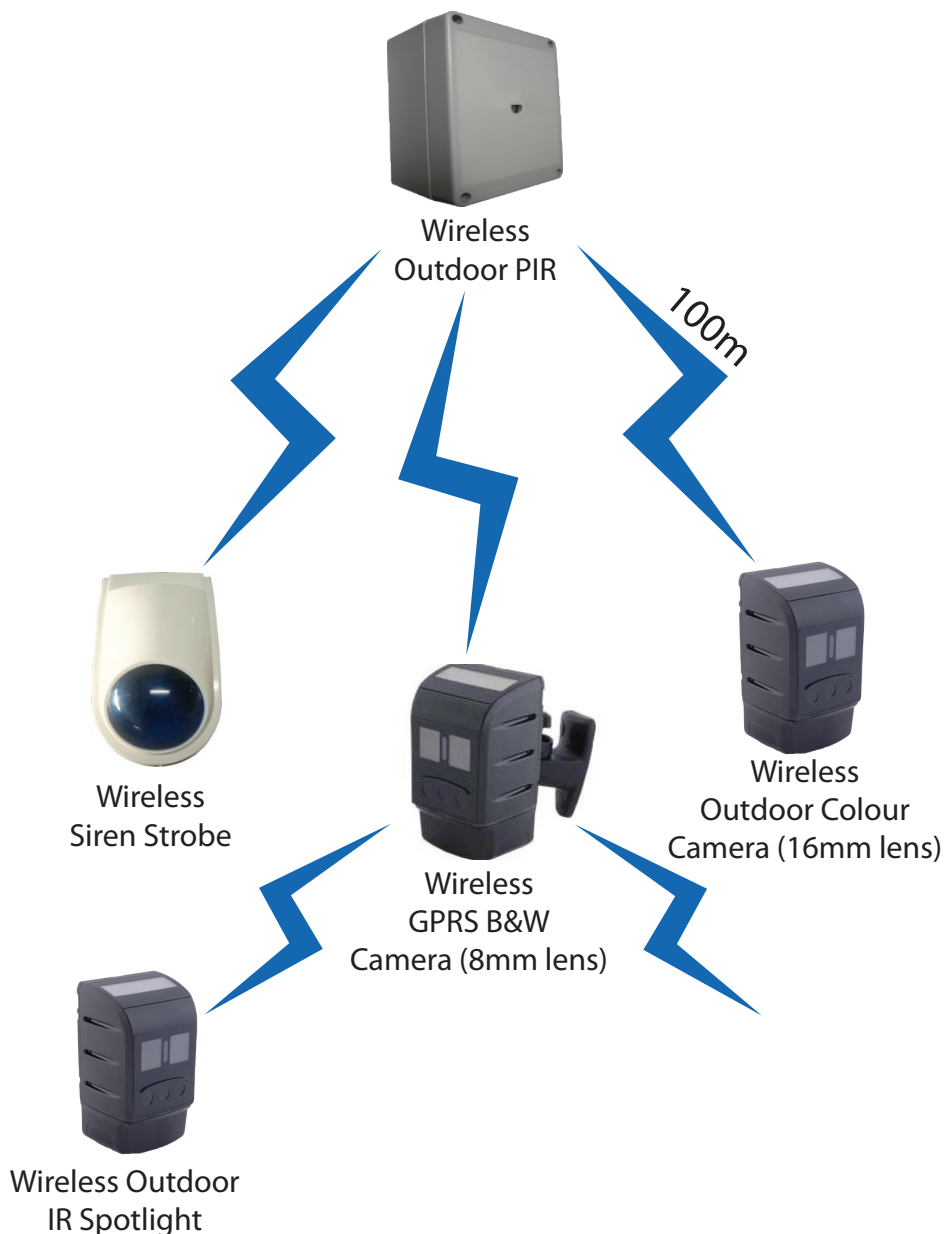 Wireless
Outdoor PIR
100m
Wireless
Siren Strobe
Wireless
Outdoor Colour
Camera (16mm lens)
Wireless
GPRS B&W
Camera (8mm lens)
Wireless Outdoor
IR Spotlight